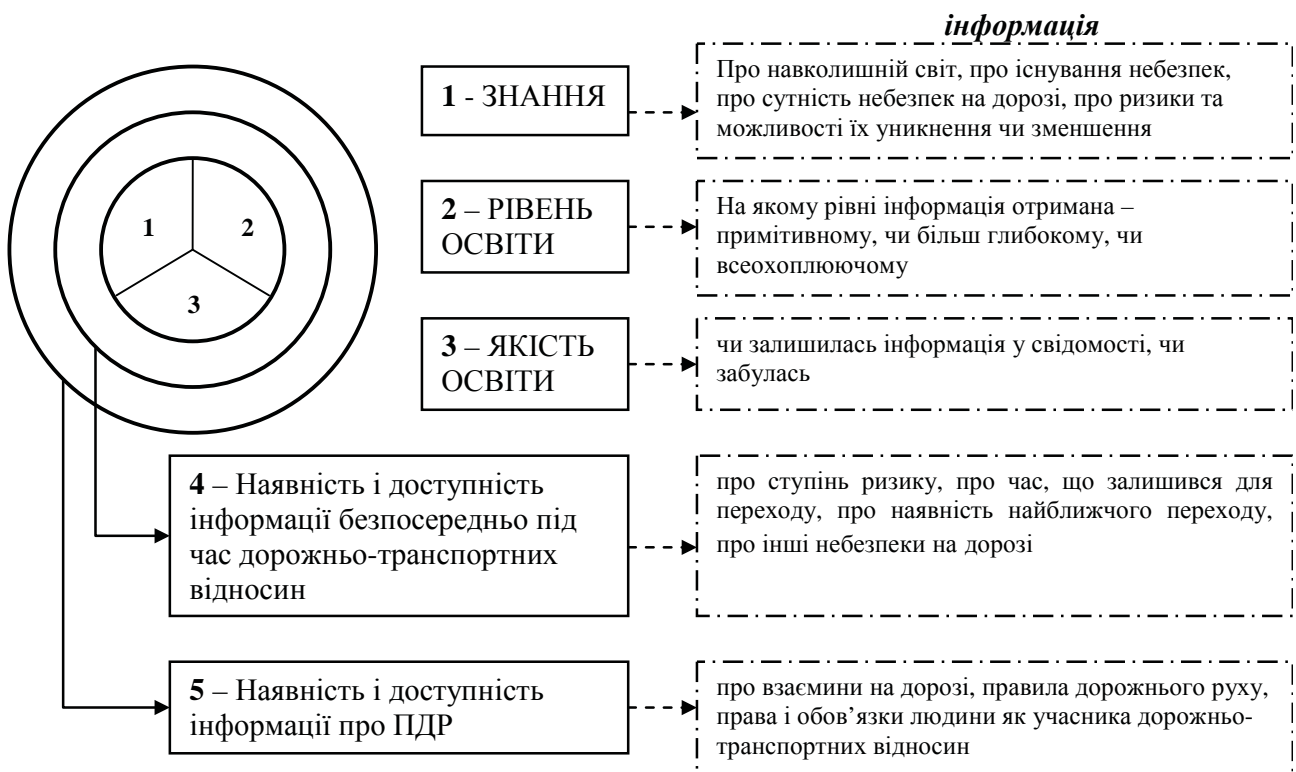 інформація
1
2
3
1 - ЗНАННЯ
Про навколишній світ, про існування небезпек,
про сутність небезпек на дорозі, про ризики та
можливості їх уникнення чи зменшення
2 – РІВЕНЬ
ОСВІТИ
На якому рівні інформація отримана –
примітивному, чи більш глибокому, чи
всеохоплюючому
3 – ЯКІСТЬ
ОСВІТИ
чи залишилась інформація у свідомості, чи
забулась
4 – Наявність і доступність
інформації безпосередньо під
час дорожньо-транспортних
відносин
про ступінь ризику, про час, що залишився для
переходу, про наявність найближчого переходу,
про інші небезпеки на дорозі
5 – Наявність і доступність
інформації про ПДР
про взаємини на дорозі, правила дорожнього руху,
права і обов’язки людини як учасника дорожньо-
транспортних відносин